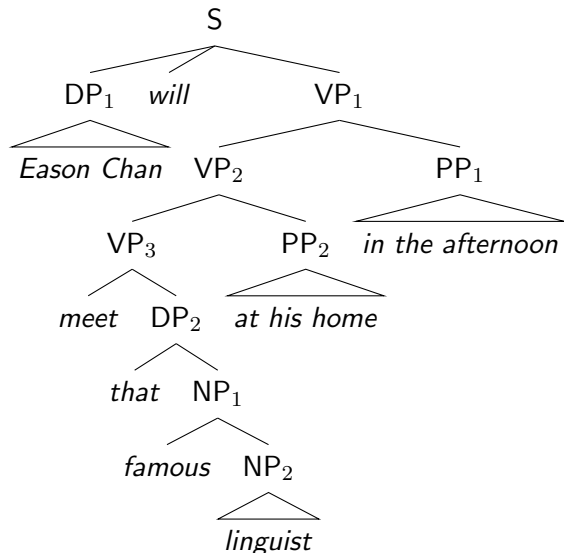 S
DP₁ will VP₁
Eason Chan VP₂ PP₁
VP₃ PP₂ in the afternoon
meet DP₂ at his home
that NP₁
famous NP₂
linguist